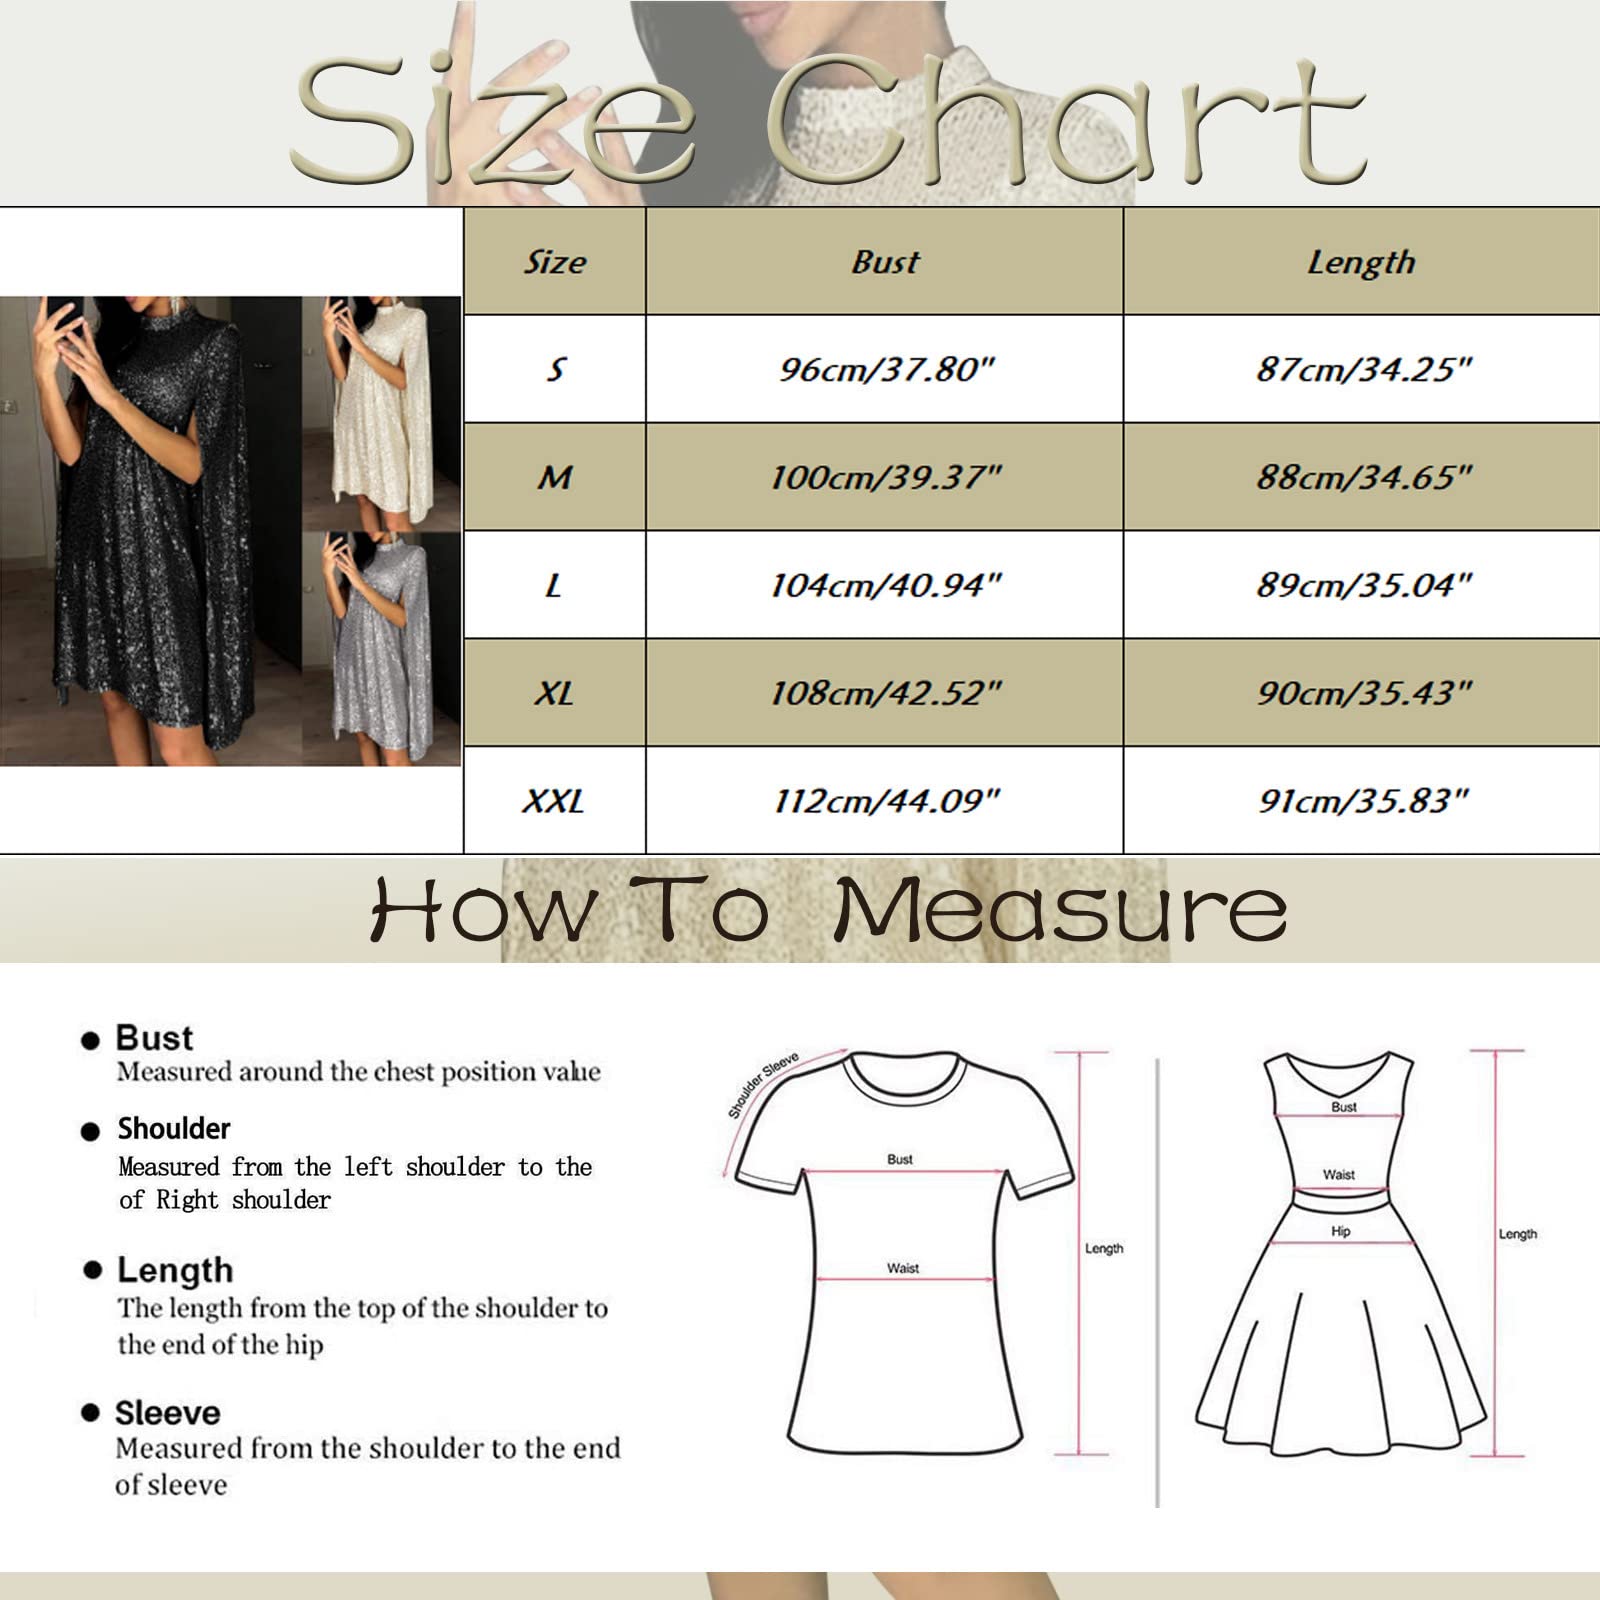 Size Chart
Size Bust Length
S 96cm/37.80" 87cm/34.25"
M 100cm/39.37" 88cm/34.65"
L 104cm/40.94" 89cm/35.04"
XL 108cm/42.52" 90cm/35.43"
XXL 112cm/44.09" 91cm/35.83"
How To Measure
Bust
Measured around the chest position value
Shoulder
Measured from the left shoulder to the
of Right shoulder
Length
The length from the top of the shoulder to
the end of the hip
Sleeve
Measured from the shoulder to the end
of sleeve
Shoulder Sleeve
Bust
Waist
Length
Bust
Waist
Hip
Length